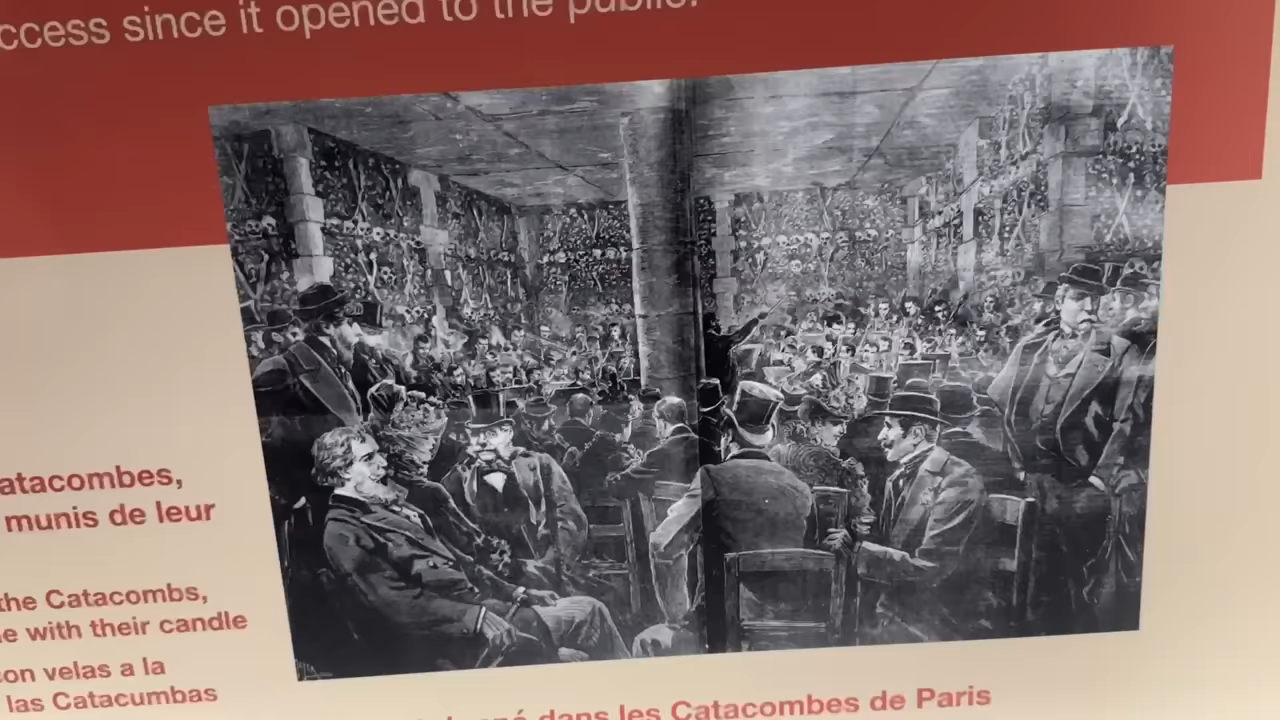 since it opened to the public.
atacombes,
munis de leur
the Catacombs,
with their candle
con velas a la
las Catacumbas
dans les Catacombes de Paris